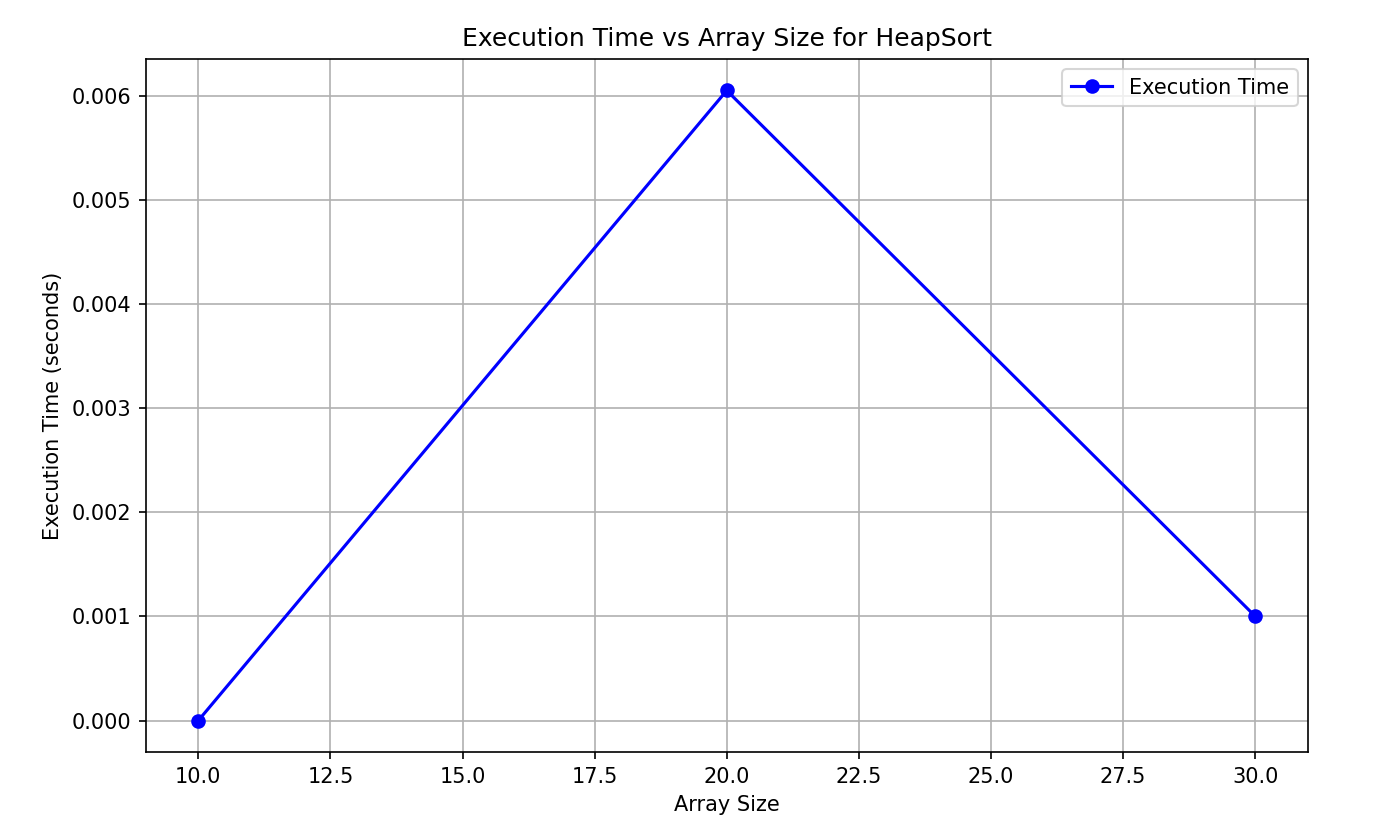 Execution Time vs Array Size for HeapSort
Execution Time
0.006
0.005
0.004
0.003
0.002
0.001
0.000
Execution Time (seconds)
10.0 12.5 15.0 17.5 20.0 22.5 25.0 27.5 30.0
Array Size